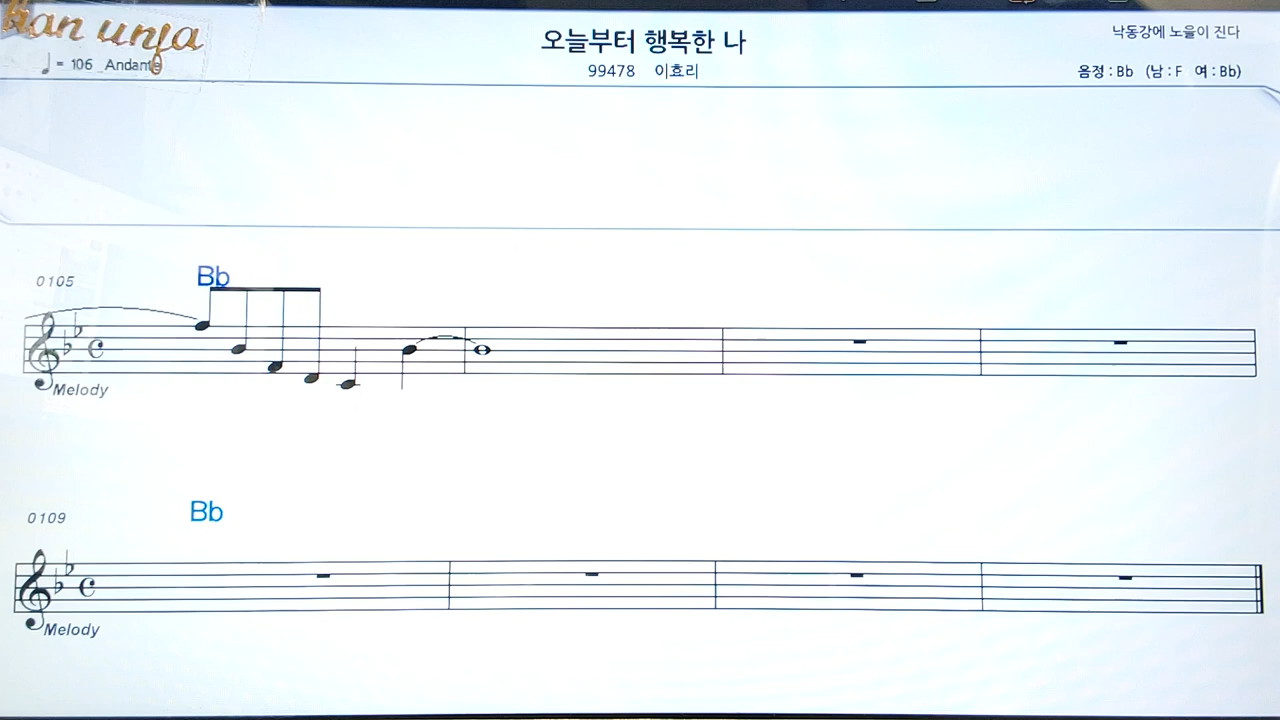 Han unja
♩ = 106 Andante
오늘부터 행복한 나
99478 이효리
낙동강에 노을이 진다
음정 : Bb (남 : F 여 : Bb)
0105
Bb
Melody
0109
Bb
Melody